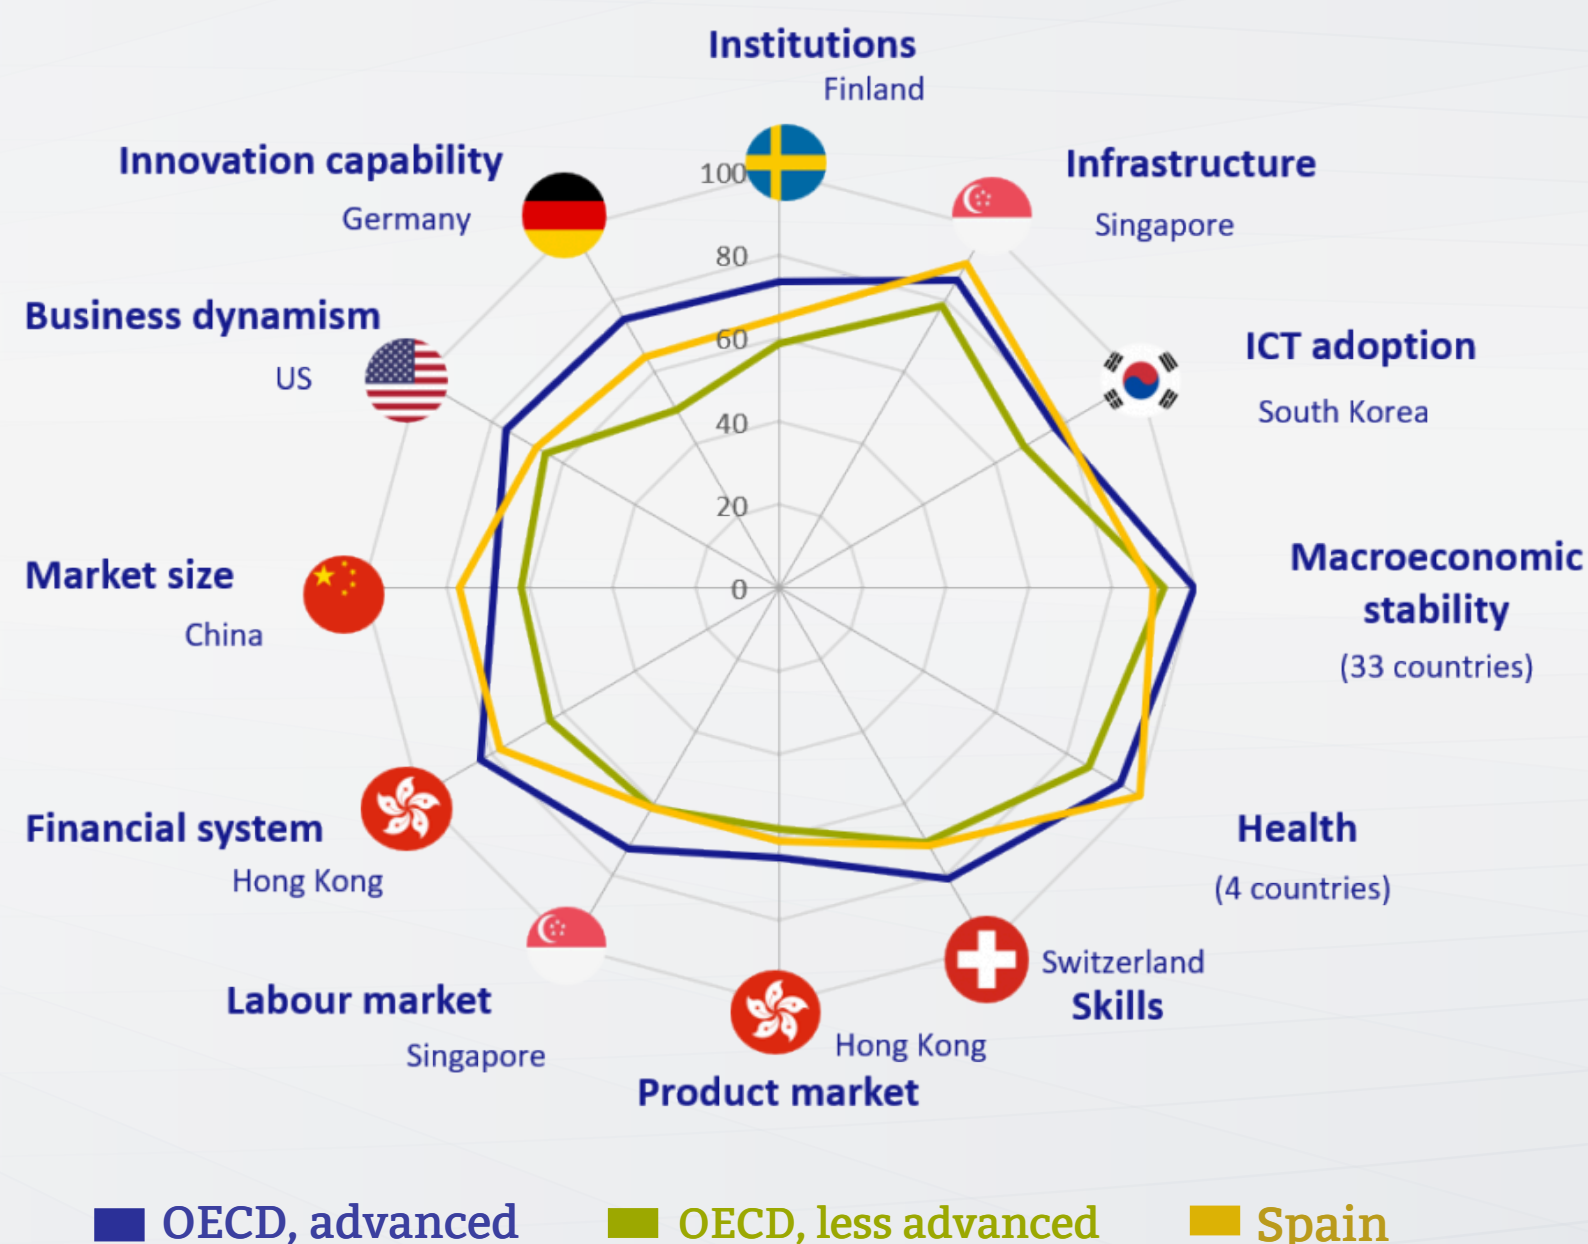 Institutions
Finland
Innovation capability
Germany
Infrastructure
Singapore
Business dynamism
US
ICT adoption
South Korea
Market size
China
Macroeconomic
stability
(33 countries)
100
80
60
40
20
0
Financial system
Hong Kong
Health
(4 countries)
Labour market
Singapore
Switzerland
Skills
Hong Kong
Product market
OECD, advanced
OECD, less advanced
Spain